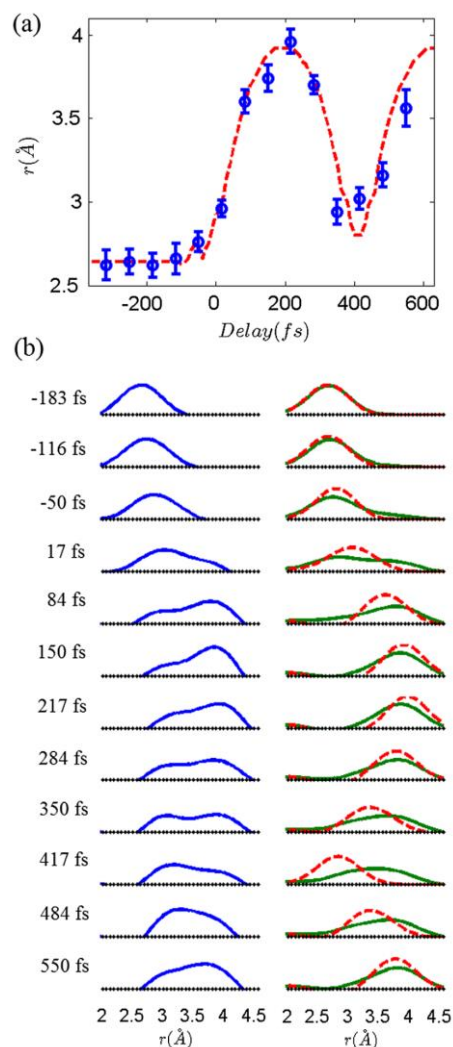 (a)
4
3.5
3
2.5
r(Å)
-200 0 200 400 600
Delay(fs)
(b)
-183 fs
-116 fs
-50 fs
17 fs
84 fs
150 fs
217 fs
284 fs
350 fs
417 fs
484 fs
550 fs
2 2.5 3 3.5 4 4.5 2 2.5 3 3.5 4 4.5
r(Å) r(Å)